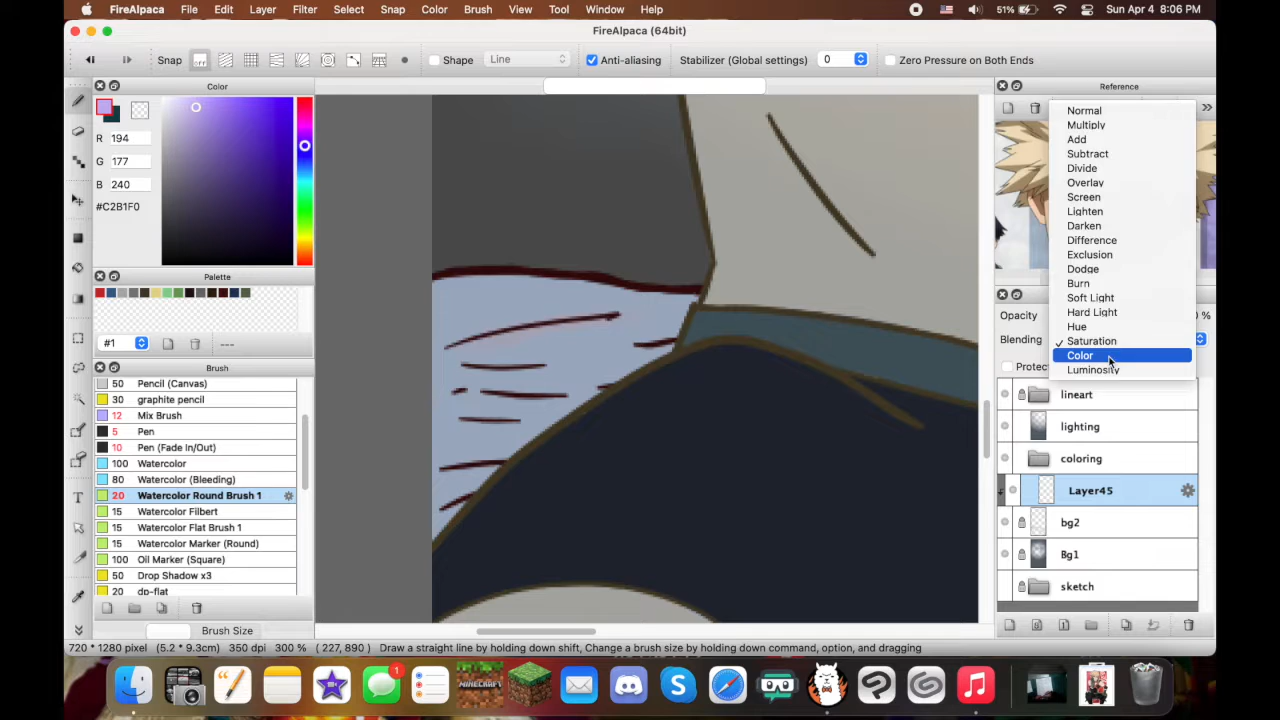 FireAlpaca File Edit Layer Filter Select Snap Color Brush View Tool Window Help 51% Sun Apr 4 8:06 PM
FireAlpaca (64bit)
Snap OFF Shape Line Anti-aliasing Stabilizer (Global settings) 0 Zero Pressure on Both Ends
Color
R 194
G 177
B 240
#C2B1F0
Palette
#1 ---
Brush
50 Pencil (Canvas)
30 graphite pencil
12 Mix Brush
5 Pen
10 Pen (Fade In/Out)
100 Watercolor
80 Watercolor (Bleeding)
20 Watercolor Round Brush 1
15 Watercolor Filbert
15 Watercolor Flat Brush 1
15 Watercolor Marker (Round)
100 Oil Marker (Square)
50 Drop Shadow x3
20 dp-flat
Brush Size
Reference
Normal
Multiply
Add
Subtract
Divide
Overlay
Screen
Lighten
Darken
Difference
Exclusion
Dodge
Burn
Soft Light
Hard Light
Hue
Saturation
Color
Luminosity
Opacity %
Blending
Protec
lineart
lighting
coloring
Layer45
bg2
Bg1
sketch
720 * 1280 pixel (5.2 * 9.3cm) 350 dpi 300 % ( 227, 890 ) Draw a straight line by holding down shift, Change a brush size by holding down command, option, and dragging
1